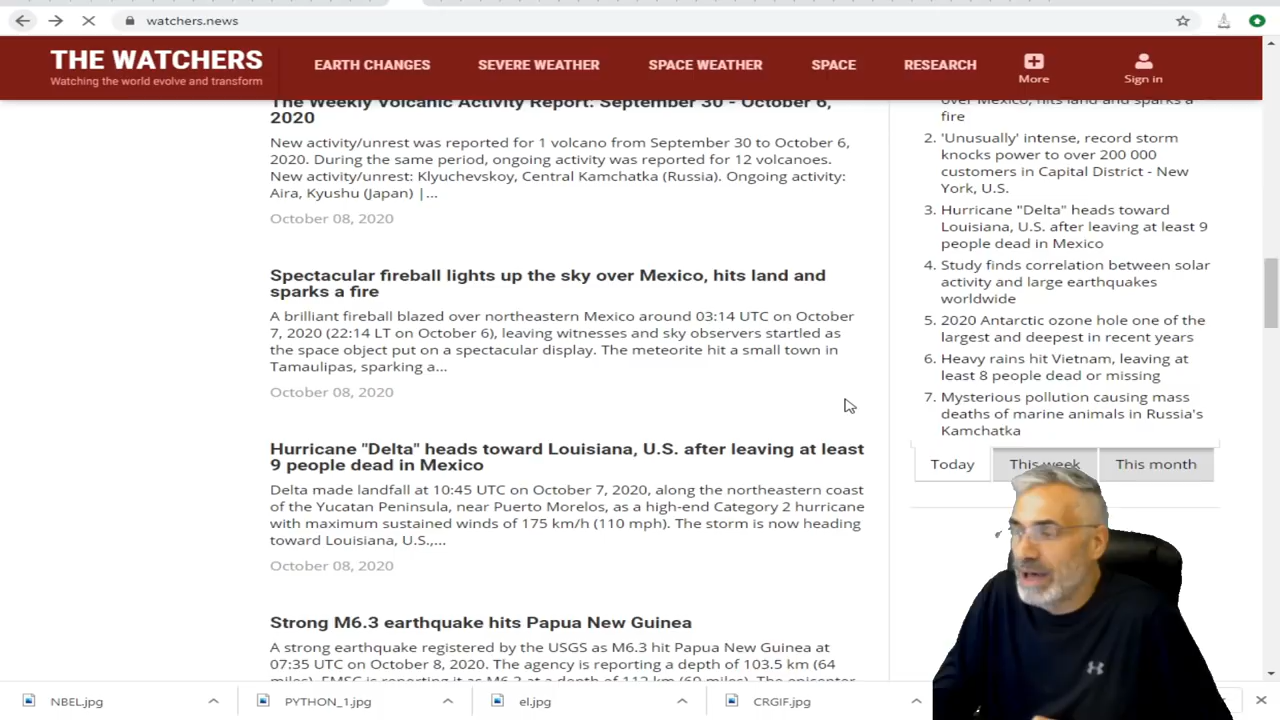 watchers.news
THE WATCHERS
Watching the world evolve and transform
EARTH CHANGES
SEVERE WEATHER
SPACE WEATHER
SPACE
RESEARCH
More
Sign in
The Weekly Volcanic Activity Report: September 30 - October 6,
2020
New activity/unrest was reported for 1 volcano from September 30 to October 6,
2020. During the same period, ongoing activity was reported for 12 volcanoes.
New activity/unrest: Klyuchevskoy, Central Kamchatka (Russia). Ongoing activity:
Aira, Kyushu (Japan) |...
October 08, 2020
Spectacular fireball lights up the sky over Mexico, hits land and
sparks a fire
A brilliant fireball blazed over northeastern Mexico around 03:14 UTC on October
7, 2020 (22:14 LT on October 6), leaving witnesses and sky observers startled as
the space object put on a spectacular display. The meteorite hit a small town in
Tamaulipas, sparking a...
October 08, 2020
Hurricane "Delta" heads toward Louisiana, U.S. after leaving at least
9 people dead in Mexico
Delta made landfall at 10:45 UTC on October 7, 2020, along the northeastern coast
of the Yucatan Peninsula, near Puerto Morelos, as a high-end Category 2 hurricane
with maximum sustained winds of 175 km/h (110 mph). The storm is now heading
toward Louisiana, U.S.,...
October 08, 2020
Strong M6.3 earthquake hits Papua New Guinea
A strong earthquake registered by the USGS as M6.3 hit Papua New Guinea at
07:35 UTC on October 8, 2020. The agency is reporting a depth of 103.5 km (64
miles). EMSC is reporting it as M6.3 at a depth of 112 km (69 miles). The epicenter
over Mexico, hits land and sparks a
fire
2. 'Unusually' intense, record storm
knocks power to over 200 000
customers in Capital District - New
York, U.S.
3. Hurricane "Delta" heads toward
Louisiana, U.S. after leaving at least 9
people dead in Mexico
4. Study finds correlation between solar
activity and large earthquakes
worldwide
5. 2020 Antarctic ozone hole one of the
largest and deepest in recent years
6. Heavy rains hit Vietnam, leaving at
least 8 people dead or missing
7. Mysterious pollution causing mass
deaths of marine animals in Russia's
Kamchatka
Today
This week
This month
NBEL.jpg
PYTHON_1.jpg
el.jpg
CRGIF.jpg